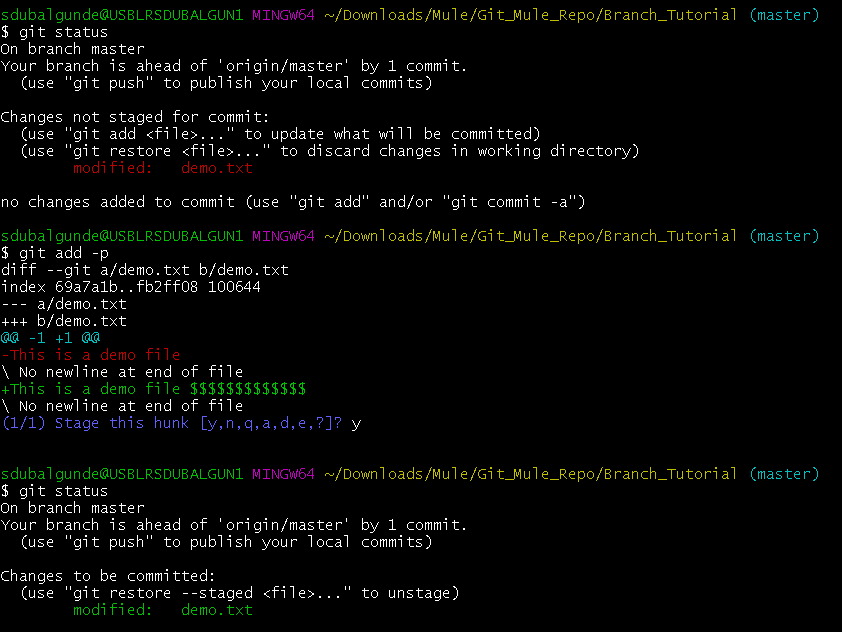 sdubalgunde@USBLRSDUBALGUN1 MINGW64 ~/Downloads/Mule/Git_Mule_Repo/Branch_Tutorial (master)
$ git status
On branch master
Your branch is ahead of 'origin/master' by 1 commit.
  (use "git push" to publish your local commits)

Changes not staged for commit:
  (use "git add <file>..." to update what will be committed)
  (use "git restore <file>..." to discard changes in working directory)
        modified:   demo.txt

no changes added to commit (use "git add" and/or "git commit -a")

sdubalgunde@USBLRSDUBALGUN1 MINGW64 ~/Downloads/Mule/Git_Mule_Repo/Branch_Tutorial (master)
$ git add -p
diff --git a/demo.txt b/demo.txt
index 69a7a1b..fb2ff08 100644
--- a/demo.txt
+++ b/demo.txt
@@ -1 +1 @@
-This is a demo file
\ No newline at end of file
+This is a demo file $$$$$$$$$$$$$
\ No newline at end of file
(1/1) Stage this hunk [y,n,q,a,d,e,?]? y

sdubalgunde@USBLRSDUBALGUN1 MINGW64 ~/Downloads/Mule/Git_Mule_Repo/Branch_Tutorial (master)
$ git status
On branch master
Your branch is ahead of 'origin/master' by 1 commit.
  (use "git push" to publish your local commits)

Changes to be committed:
  (use "git restore --staged <file>..." to unstage)
        modified:   demo.txt